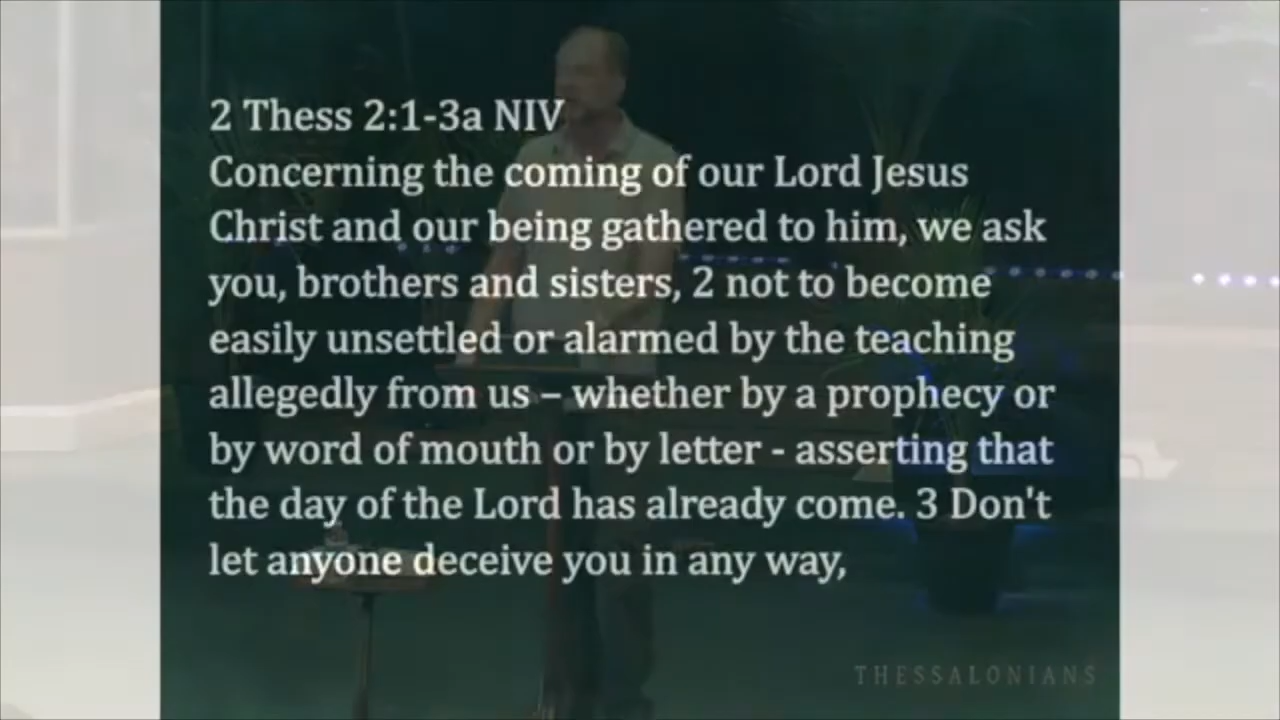 2 Thess 2:1-3a NIV
Concerning the coming of our Lord Jesus
Christ and our being gathered to him, we ask
you, brothers and sisters, 2 not to become
easily unsettled or alarmed by the teaching
allegedly from us – whether by a prophecy or
by word of mouth or by letter - asserting that
the day of the Lord has already come. 3 Don't
let anyone deceive you in any way,
THESSALONIANS